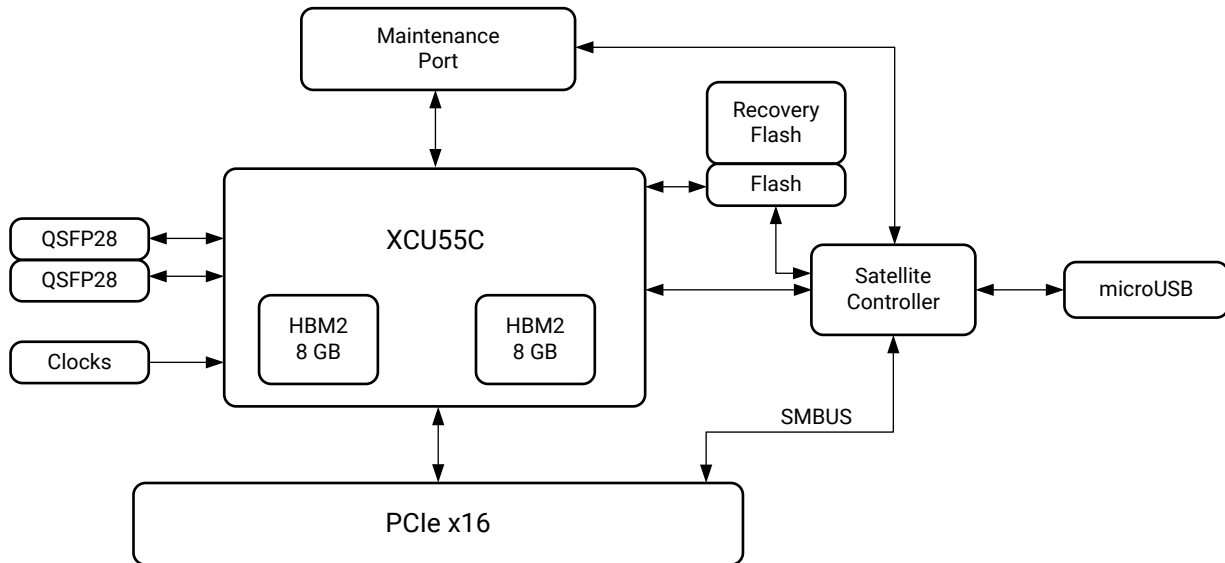 Maintenance
Port
Recovery
Flash
Flash
QSFP28
QSFP28
XCU55C
Satellite
Controller
microUSB
HBM2
8 GB
HBM2
8 GB
Clocks
SMBUS
PCIe x16